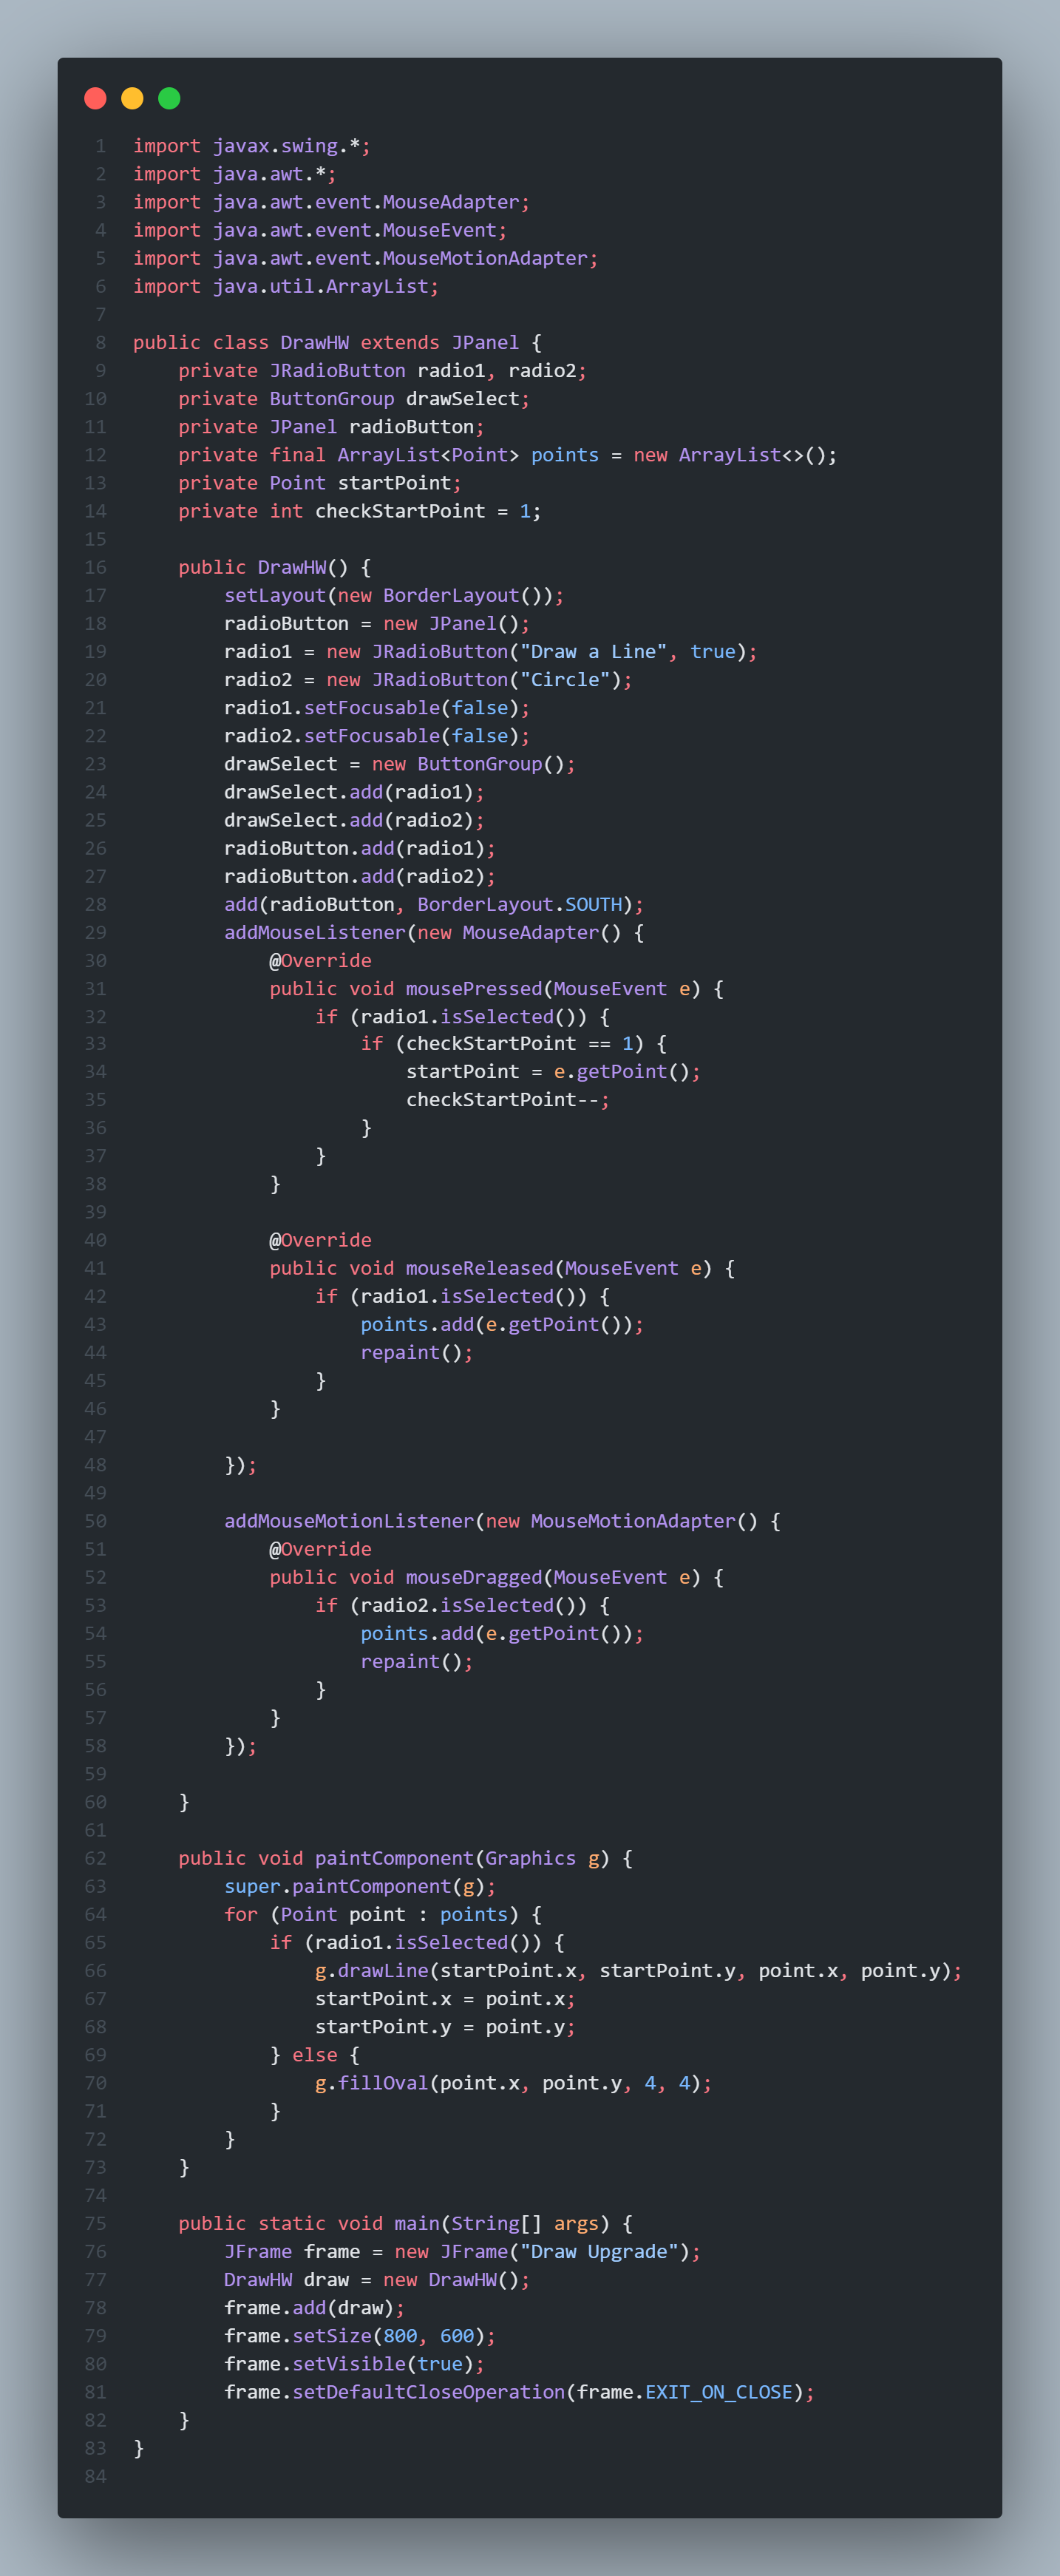 1 import javax.swing.*;
2 import java.awt.*;
3 import java.awt.event.MouseAdapter;
4 import java.awt.event.MouseEvent;
5 import java.awt.event.MouseMotionAdapter;
6 import java.util.ArrayList;
7
8 public class DrawHW extends JPanel {
9     private JRadioButton radio1, radio2;
10     private ButtonGroup drawSelect;
11     private JPanel radioButton;
12     private final ArrayList<Point> points = new ArrayList<>();
13     private Point startPoint;
14     private int checkStartPoint = 1;
15
16     public DrawHW() {
17         setLayout(new BorderLayout());
18         radioButton = new JPanel();
19         radio1 = new JRadioButton("Draw a Line", true);
20         radio2 = new JRadioButton("Circle");
21         radio1.setFocusable(false);
22         radio2.setFocusable(false);
23         drawSelect = new ButtonGroup();
24         drawSelect.add(radio1);
25         drawSelect.add(radio2);
26         radioButton.add(radio1);
27         radioButton.add(radio2);
28         add(radioButton, BorderLayout.SOUTH);
29         addMouseListener(new MouseAdapter() {
30             @Override
31             public void mousePressed(MouseEvent e) {
32                 if (radio1.isSelected()) {
33                     if (checkStartPoint == 1) {
34                         startPoint = e.getPoint();
35                         checkStartPoint--;
36                     }
37                 }
38             }
39
40             @Override
41             public void mouseReleased(MouseEvent e) {
42                 if (radio1.isSelected()) {
43                     points.add(e.getPoint());
44                     repaint();
45                 }
46             }
47
48         });
49
50         addMouseMotionListener(new MouseMotionAdapter() {
51             @Override
52             public void mouseDragged(MouseEvent e) {
53                 if (radio2.isSelected()) {
54                     points.add(e.getPoint());
55                     repaint();
56                 }
57             }
58         });
59
60     }
61
62     public void paintComponent(Graphics g) {
63         super.paintComponent(g);
64         for (Point point : points) {
65             if (radio1.isSelected()) {
66                 g.drawLine(startPoint.x, startPoint.y, point.x, point.y);
67                 startPoint.x = point.x;
68                 startPoint.y = point.y;
69             } else {
70                 g.fillOval(point.x, point.y, 4, 4);
71             }
72         }
73     }
74
75     public static void main(String[] args) {
76         JFrame frame = new JFrame("Draw Upgrade");
77         DrawHW draw = new DrawHW();
78         frame.add(draw);
79         frame.setSize(800, 600);
80         frame.setVisible(true);
81         frame.setDefaultCloseOperation(frame.EXIT_ON_CLOSE);
82     }
83 }
84